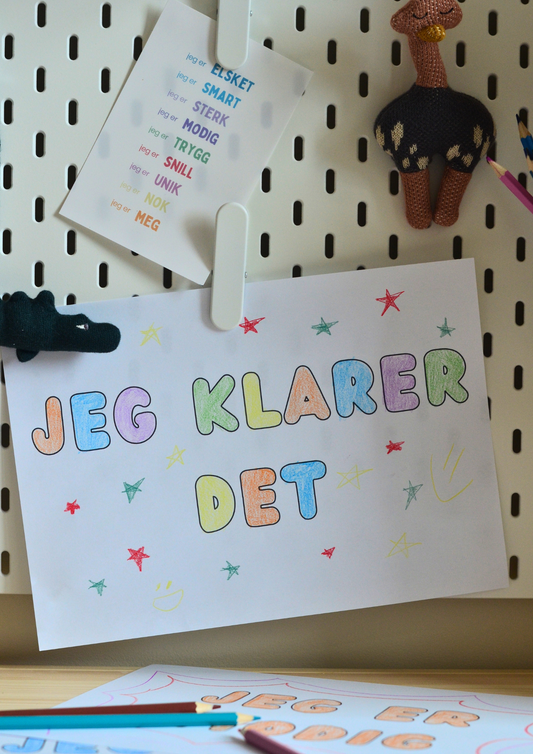 jeg er ELSKET
jeg er SMART
jeg er STERK
jeg er MODIG
jeg er TRYGG
jeg er SNILL
jeg er UNIK
jeg er NOK
jeg er MEG
JEG KLARER
DET
JEG ER